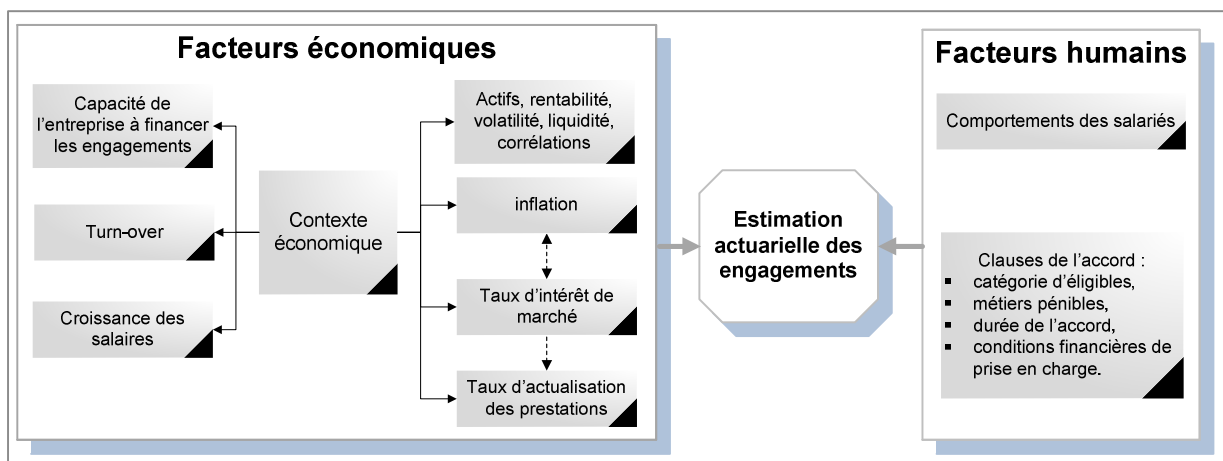 Facteurs économiques
Capacité de
l'entreprise à financer
les engagements
Turn-over
Croissance des
salaires
Contexte
économique
Actifs, rentabilité,
volatilité, liquidité,
corrélations
inflation
Taux d'intérêt de
marché
Taux d'actualisation
des prestations
Estimation
actuarielle des
engagements
Facteurs humains
Comportements des salariés
Clauses de l'accord :
▪ catégorie d'éligibles,
▪ métiers pénibles,
▪ durée de l'accord,
▪ conditions financières de
prise en charge.